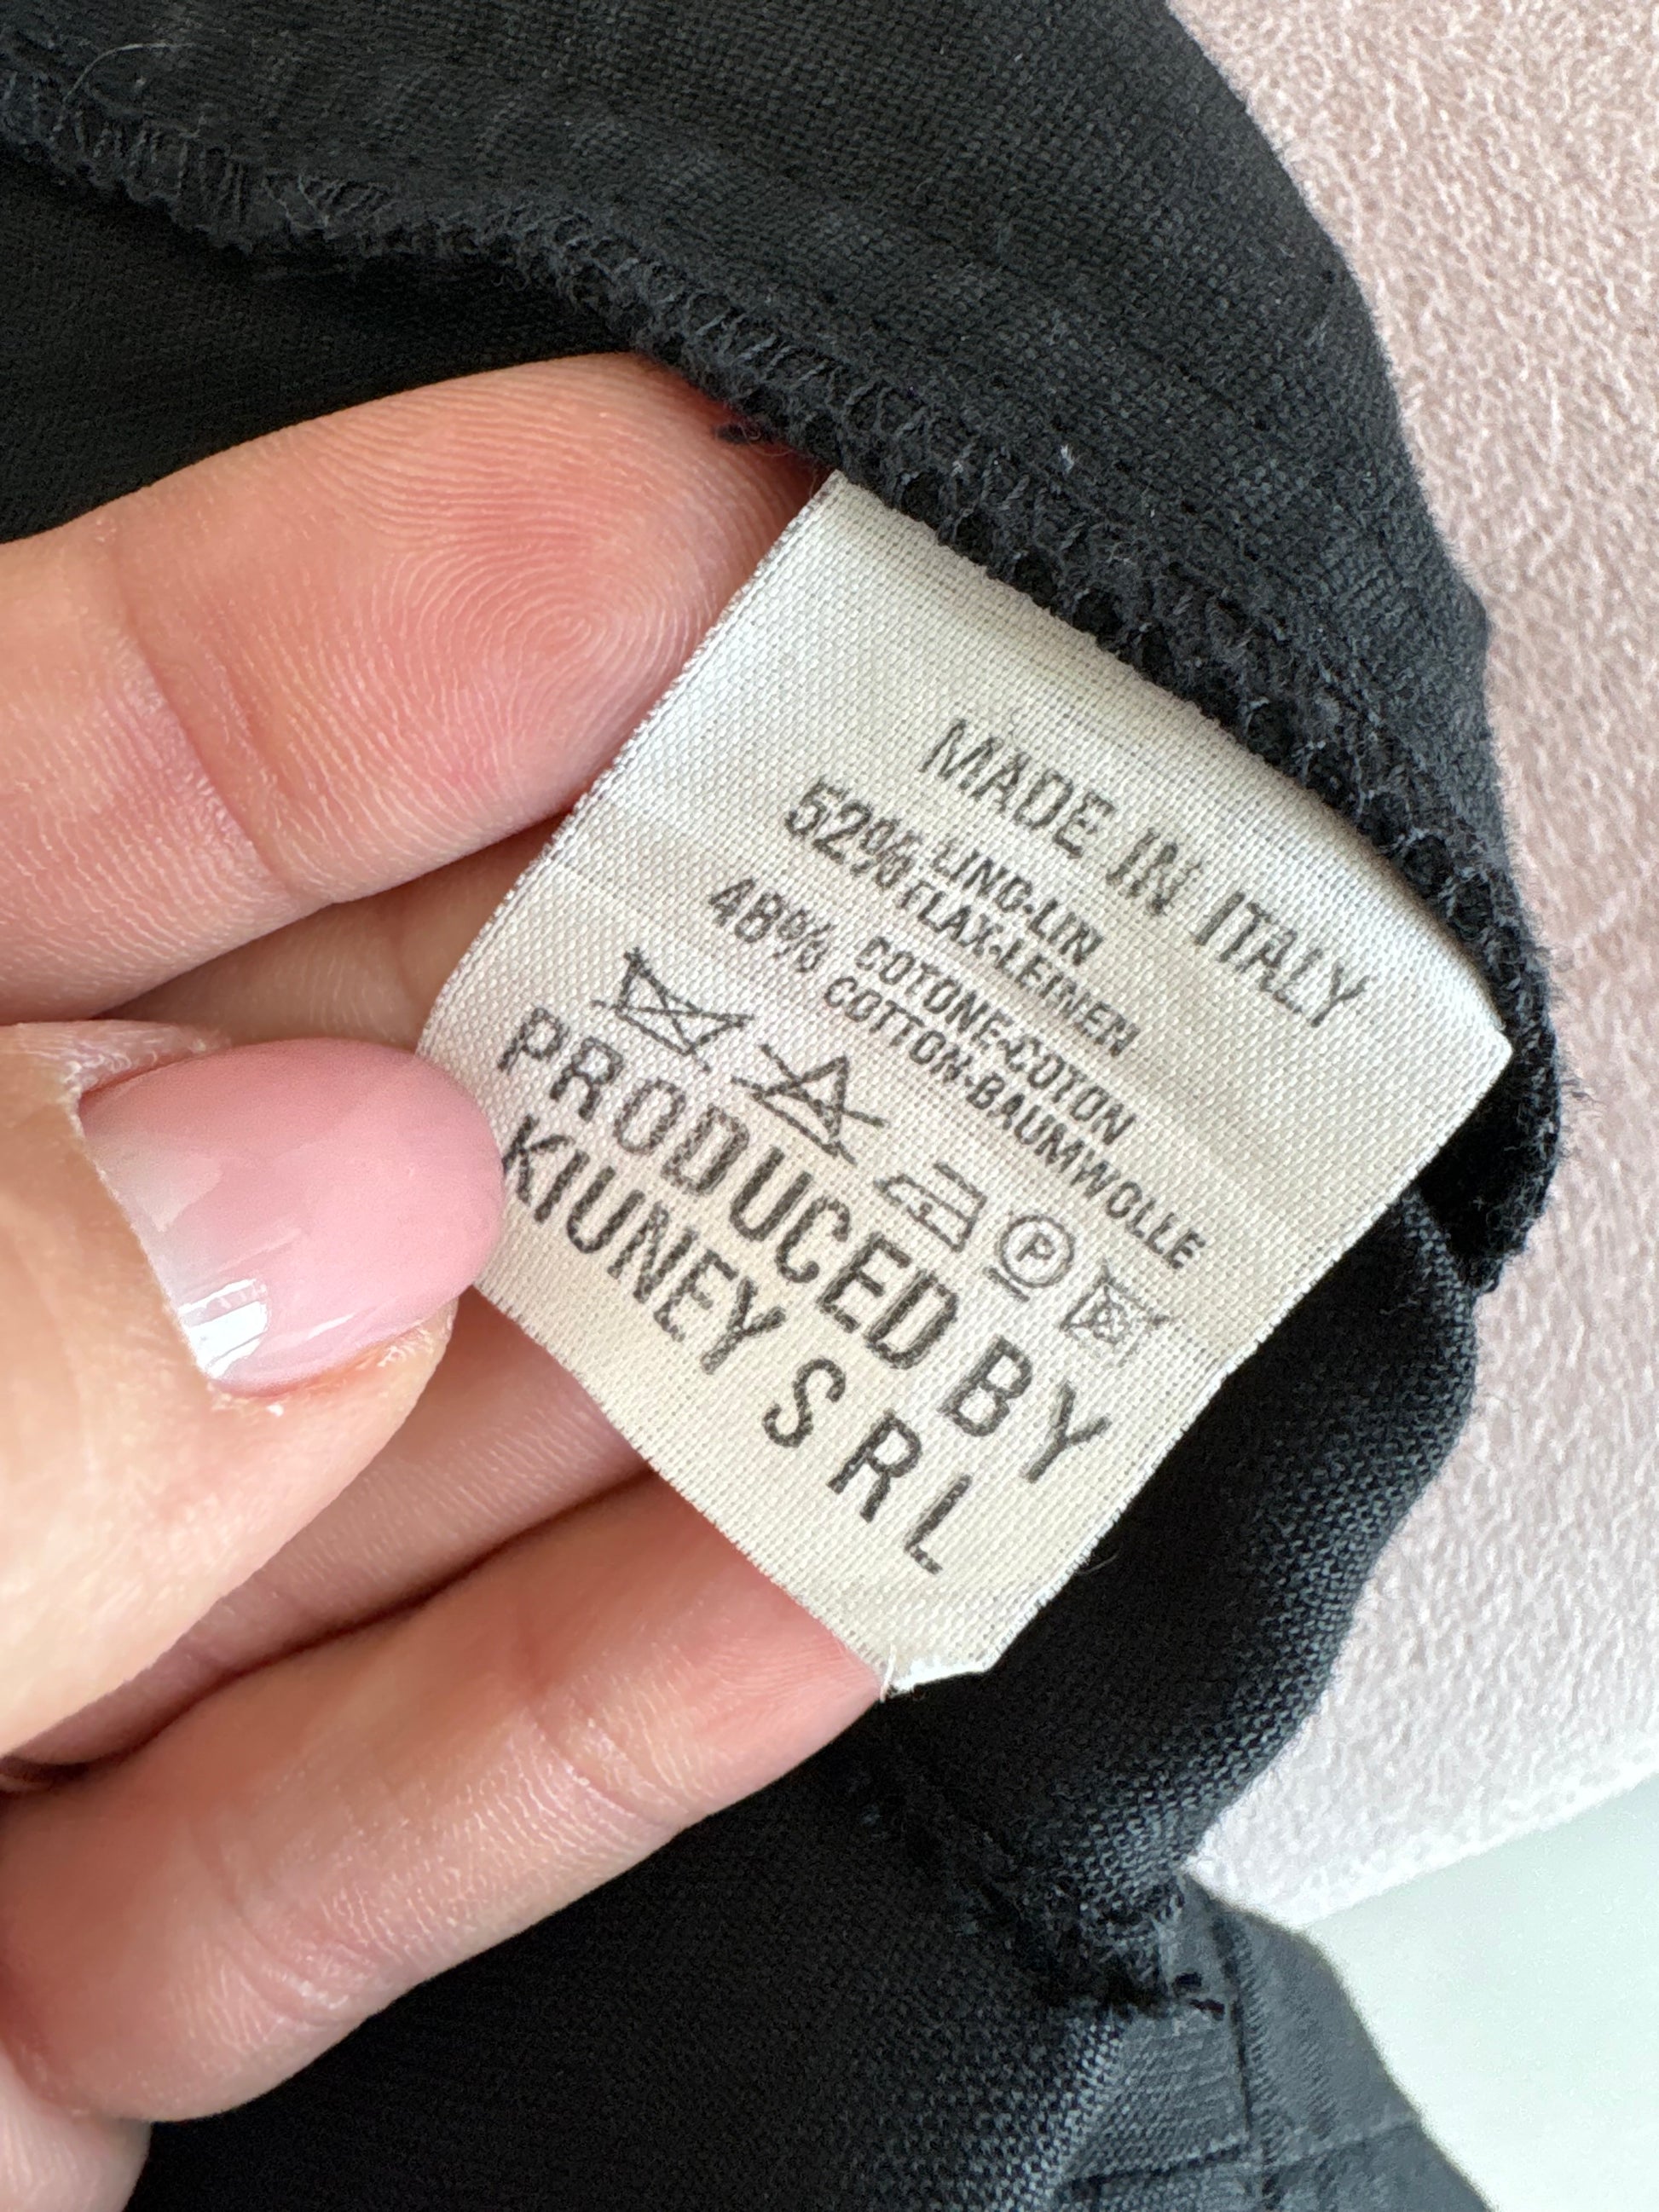 MADE IN ITALY
52% LINO-LIN
FLAX-LEINEN
48% COTONE-COTON
COTTON-BAUMWOLLE
P
PRODUCED BY
KIUNEY S R L